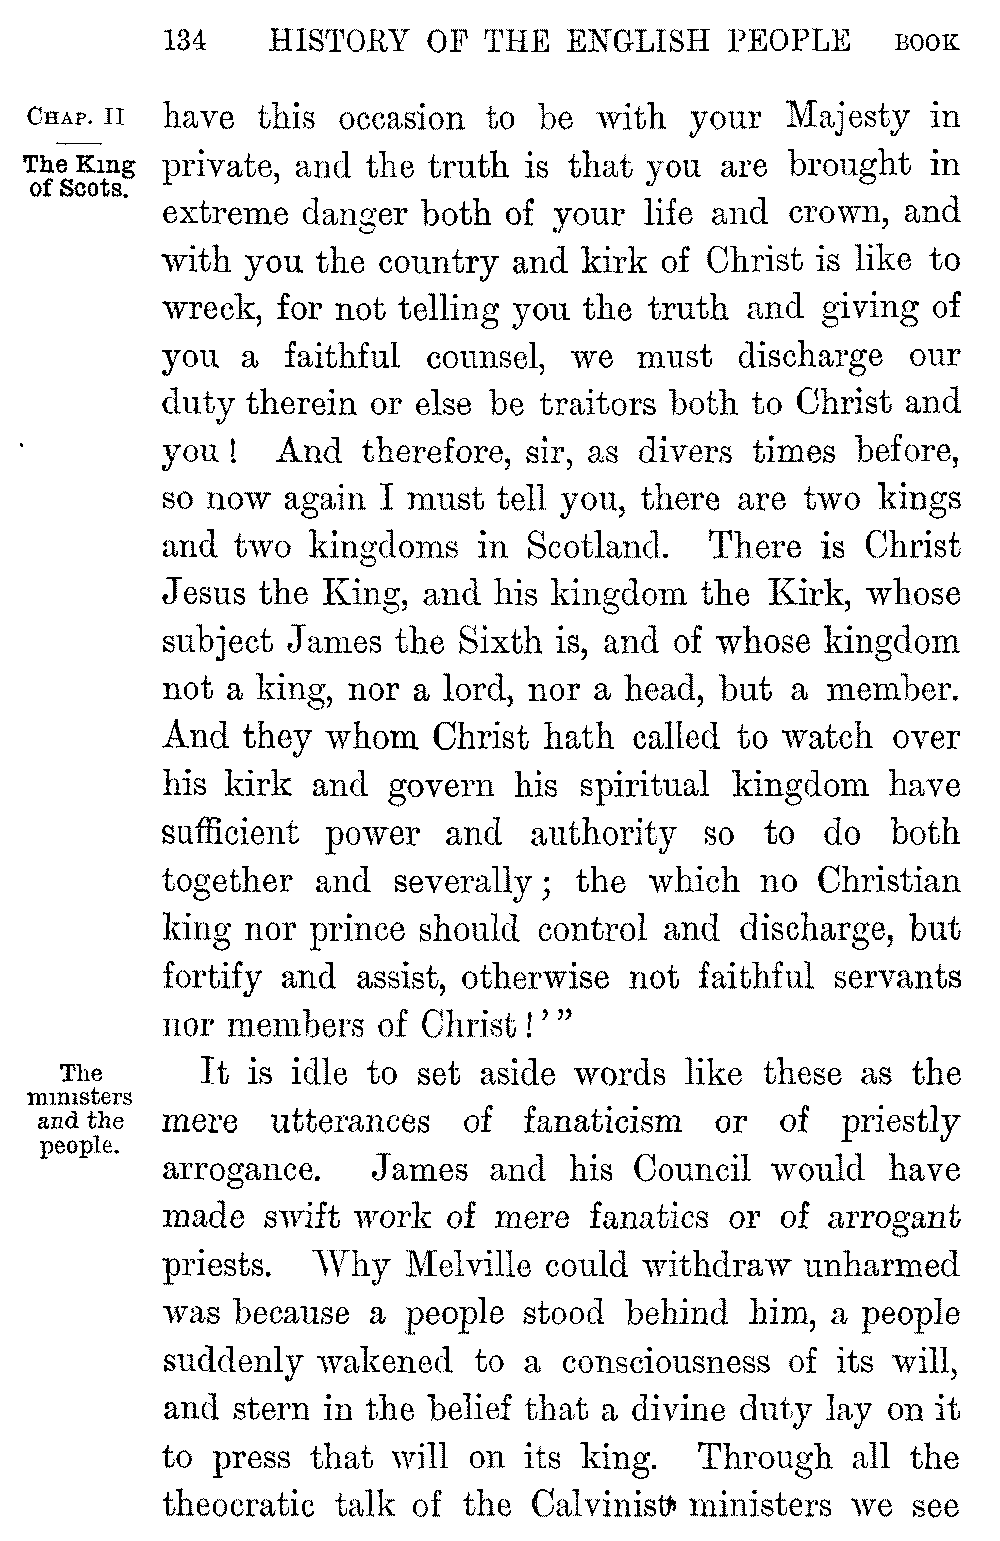 134 HISTORY OF THE ENGLISH PEOPLE BOOK
CHAP. II
The King
of Scots.
have this occasion to be with your Majesty in
private, and the truth is that you are brought in
extreme danger both of your life and crown, and
with you the country and kirk of Christ is like to
wreck, for not telling you the truth and giving of
you a faithful counsel, we must discharge our
duty therein or else be traitors both to Christ and
you! And therefore, sir, as divers times before,
so now again I must tell you, there are two kings
and two kingdoms in Scotland. There is Christ
Jesus the King, and his kingdom the Kirk, whose
subject James the Sixth is, and of whose kingdom
not a king, nor a lord, nor a head, but a member.
And they whom Christ hath called to watch over
his kirk and govern his spiritual kingdom have
sufficient power and authority so to do both
together and severally; the which no Christian
king nor prince should control and discharge, but
fortify and assist, otherwise not faithful servants
nor members of Christ!'"
The
ministers
and the
people.
It is idle to set aside words like these as the
mere utterances of fanaticism or of priestly
arrogance. James and his Council would have
made swift work of mere fanatics or of arrogant
priests. Why Melville could withdraw unharmed
was because a people stood behind him, a people
suddenly wakened to a consciousness of its will,
and stern in the belief that a divine duty lay on it
to press that will on its king. Through all the
theocratic talk of the Calvinist ministers we see